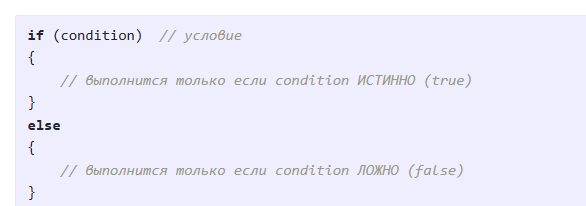 if (condition)  // условие
{
    // выполнится только если condition ИСТИННО (true)
}
else
{
    // выполнится только если condition ЛОЖНО (false)
}